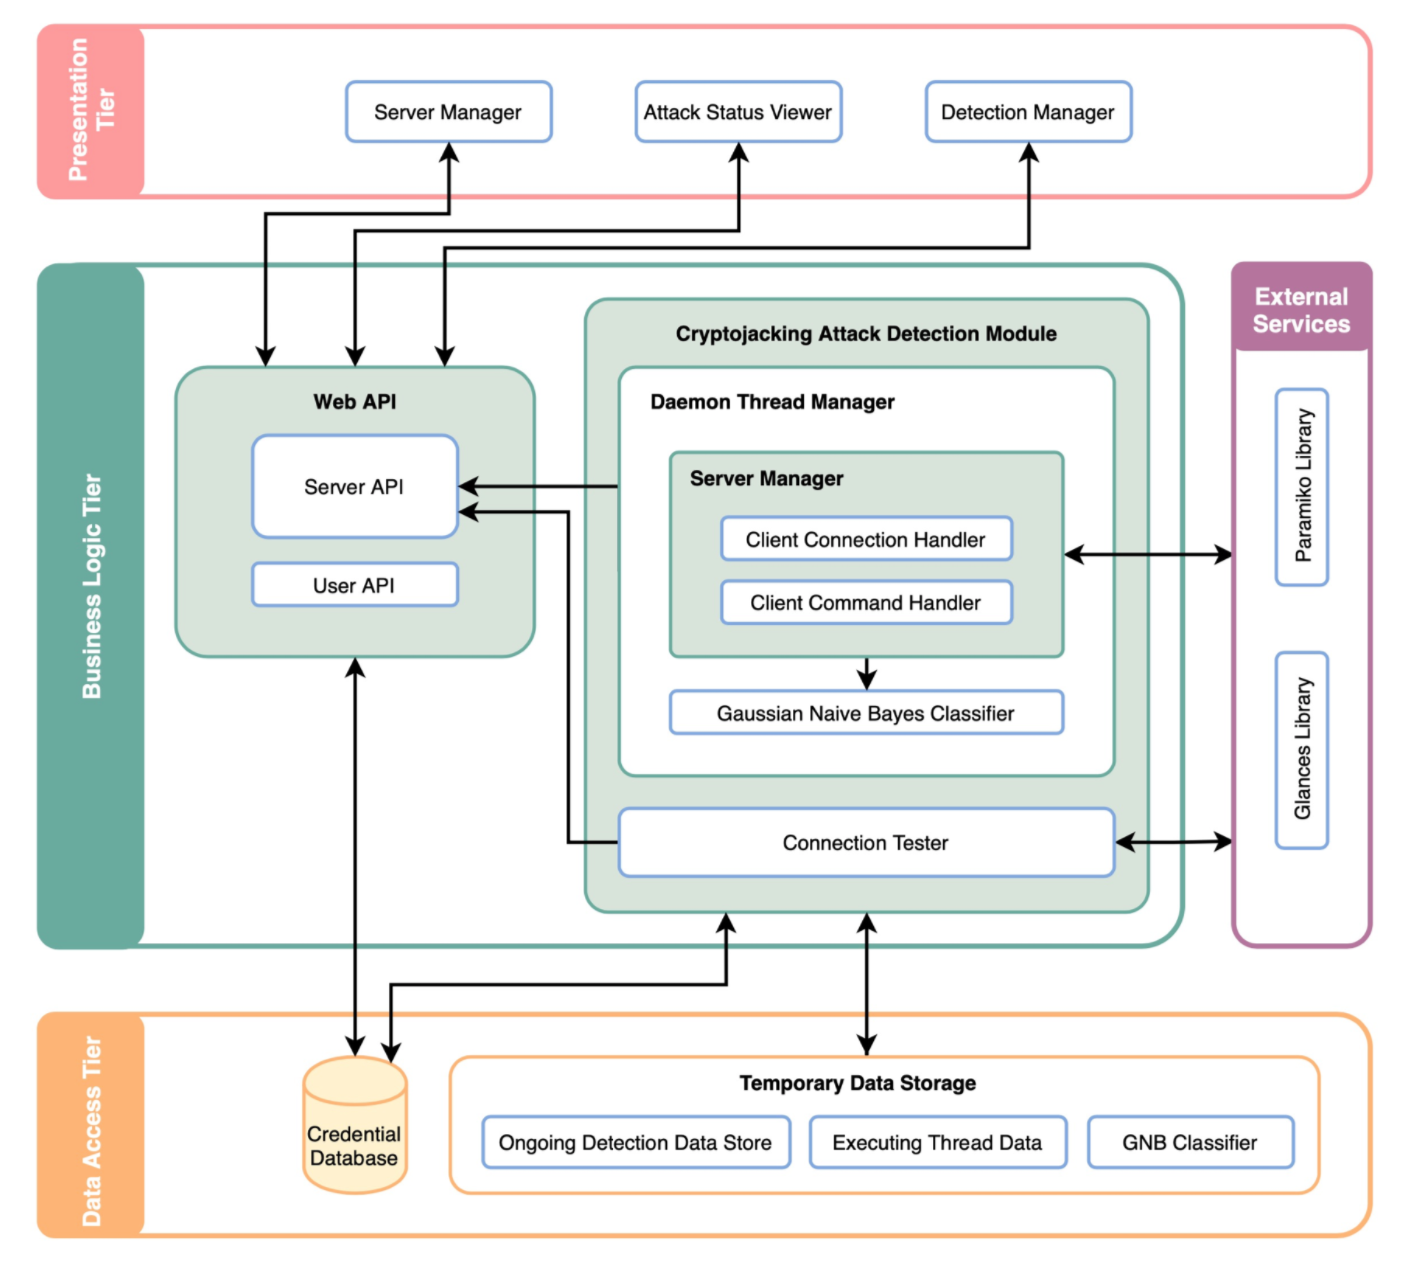 Presentation
Tier
Server Manager
Attack Status Viewer
Detection Manager
Business Logic Tier
Web API
Server API
User API
Cryptojacking Attack Detection Module
Daemon Thread Manager
Server Manager
Client Connection Handler
Client Command Handler
Gaussian Naive Bayes Classifier
Connection Tester
External
Services
Paramiko Library
Glances Library
Data Access Tier
Credential
Database
Temporary Data Storage
Ongoing Detection Data Store
Executing Thread Data
GNB Classifier